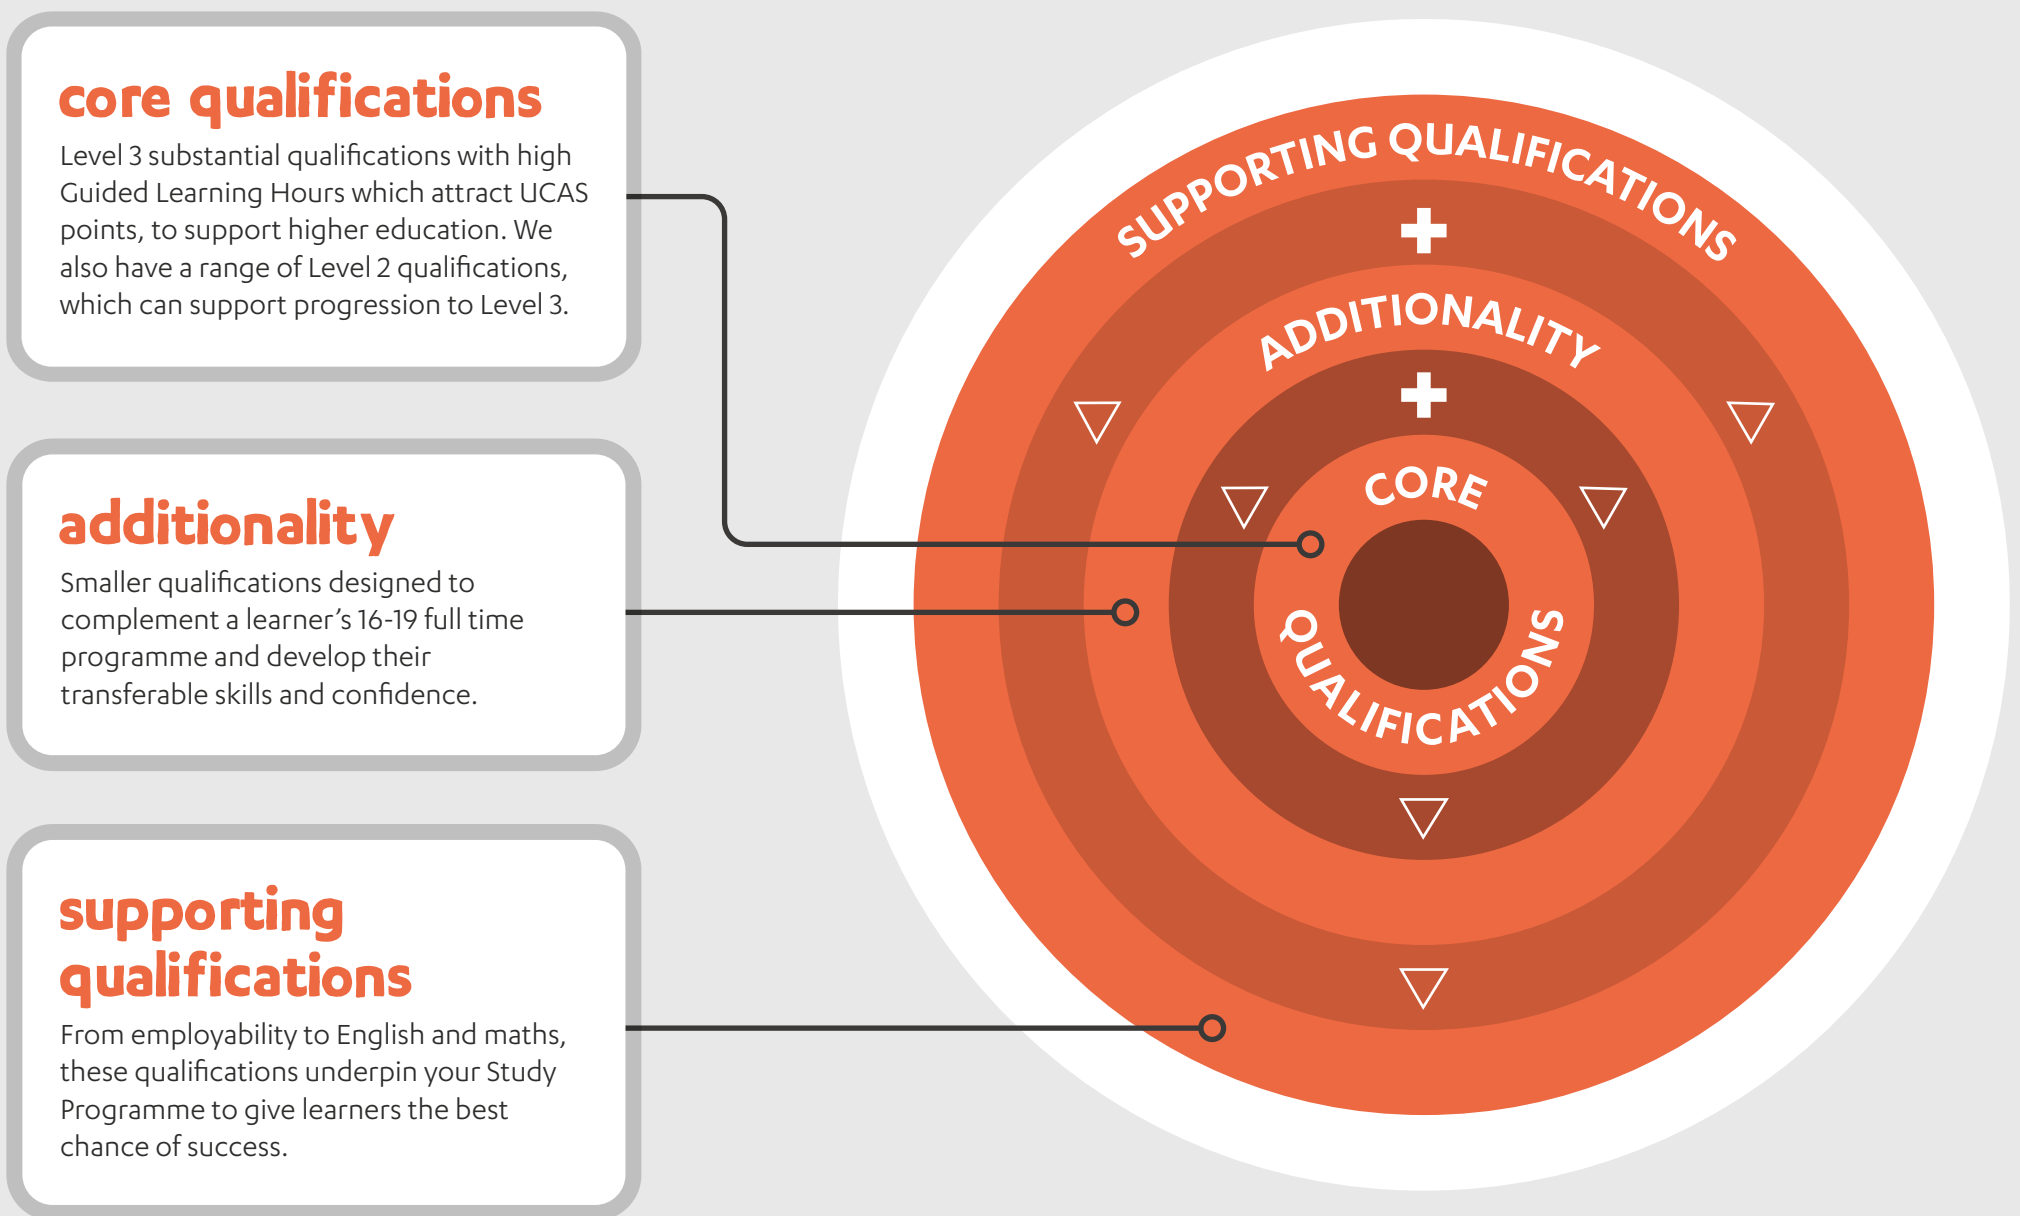 core qualifications
Level 3 substantial qualifications with high
Guided Learning Hours which attract UCAS
points, to support higher education. We
also have a range of Level 2 qualifications,
which can support progression to Level 3.
additionality
Smaller qualifications designed to
complement a learner’s 16-19 full time
programme and develop their
transferable skills and confidence.
supporting
qualifications
From employability to English and maths,
these qualifications underpin your Study
Programme to give learners the best
chance of success.
SUPPORTING QUALIFICATIONS
ADDITIONALITY
CORE
QUALIFICATIONS